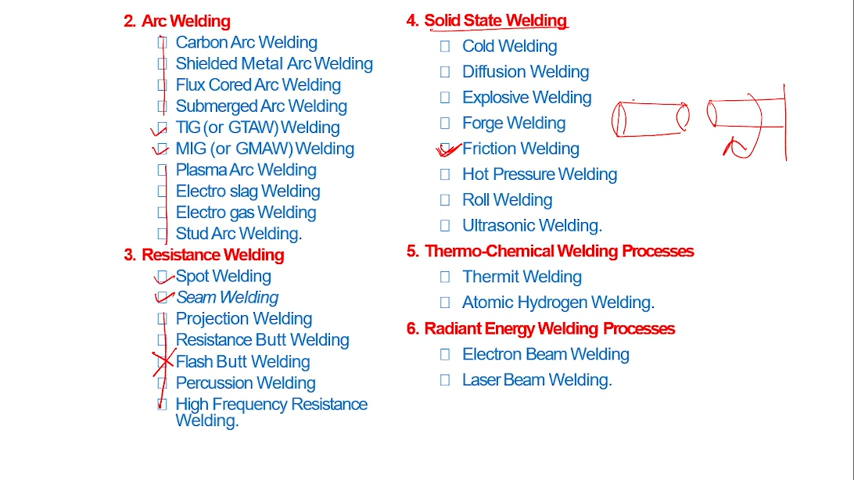 2. Arc Welding
Carbon Arc Welding
Shielded Metal Arc Welding
Flux Cored Arc Welding
Submerged Arc Welding
TIG (or GTAW) Welding
MIG (or GMAW) Welding
Plasma Arc Welding
Electro slag Welding
Electro gas Welding
Stud Arc Welding.
3. Resistance Welding
Spot Welding
Seam Welding
Projection Welding
Resistance Butt Welding
Flash Butt Welding
Percussion Welding
High Frequency Resistance
Welding.
4. Solid State Welding
Cold Welding
Diffusion Welding
Explosive Welding
Forge Welding
Friction Welding
Hot Pressure Welding
Roll Welding
Ultrasonic Welding.
5. Thermo-Chemical Welding Processes
Thermit Welding
Atomic Hydrogen Welding.
6. Radiant Energy Welding Processes
Electron Beam Welding
Laser Beam Welding.